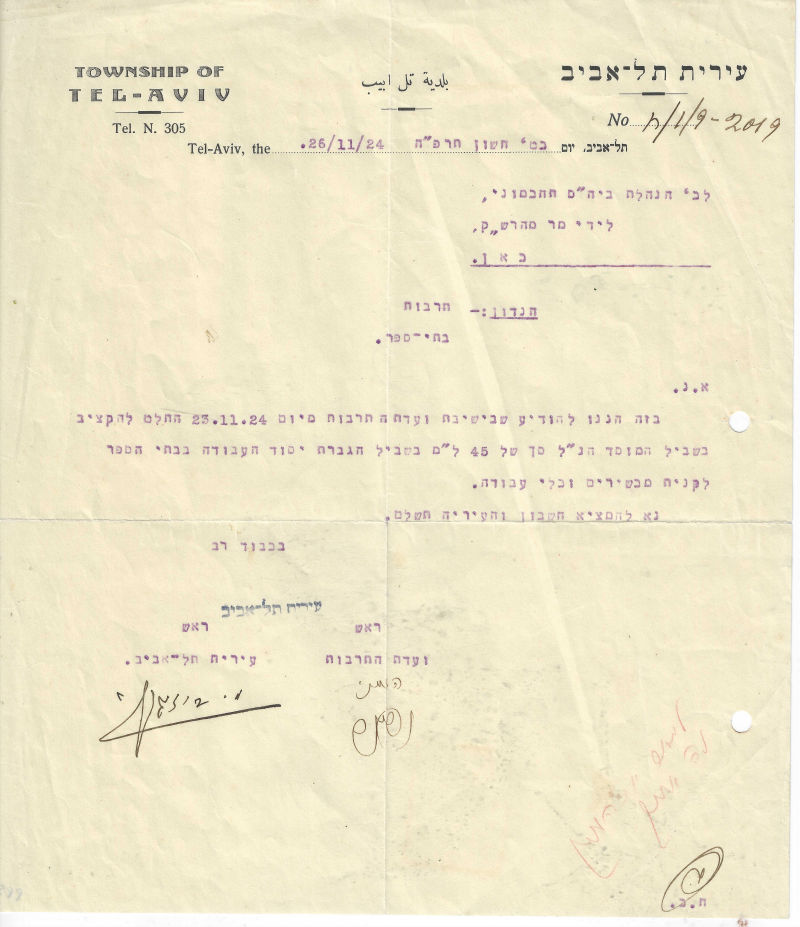 TOWNSHIP OF
TEL-AVIV
Tel. N. 305
بلدية تل ابيب
עירית תל־אביב
No 2019
Tel-Aviv, the 26/11/24. תל־אביב, יום כט' חשון תרפ"ה
לכ' הנהלת ביה"ס תחכמוני,
לידי מר מהרש„ק,
כ א ן.
הנדון:- תרבות
בתי-ספר.
א.נ.
בזה הננו להודיע שבישיבת ועדת התרבות מיום 23.11.24 החלט להקציב
בשביל המוסד הנ"ל סך של 45 ל"מ בשביל הגברת יסוד העבודה בבתי הספר
לקנית מכשירים וכלי עבודה.
נא להמציא חשבון והעיריה תשלם.
בכבוד רב
עירית תל-אביב
ראש ראש
ועדת התרבות עירית תל-אביב.
ח.ב.